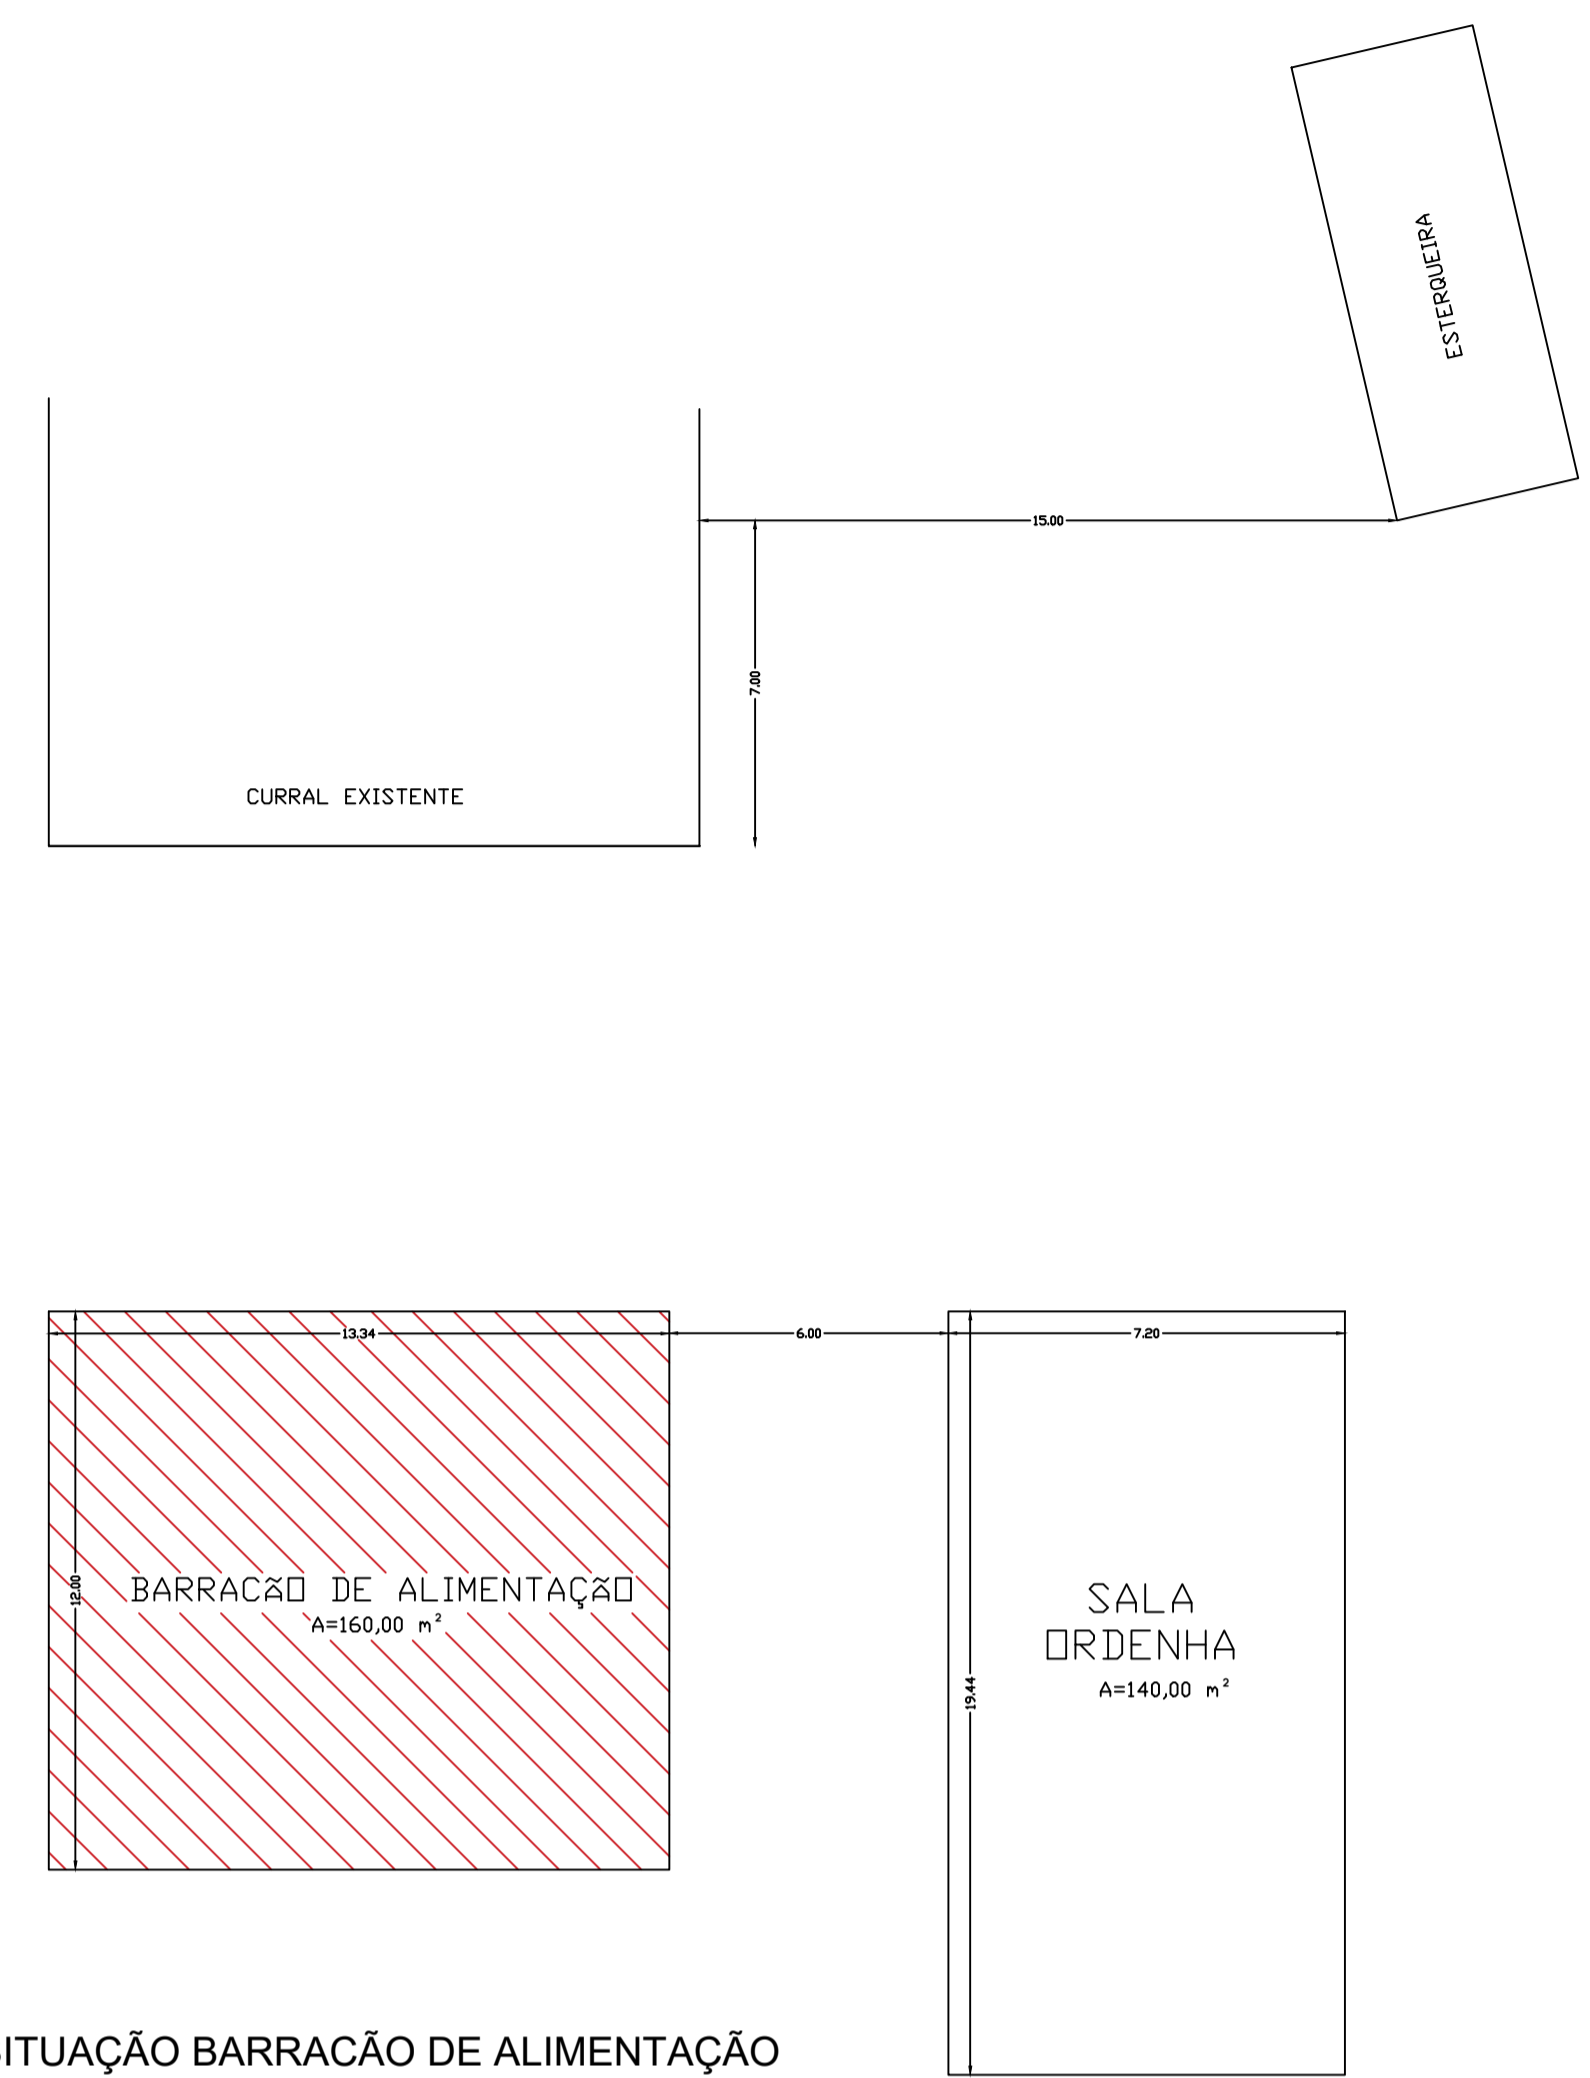 ESTERQUEIRA
15.00
7.00
CURRAL EXISTENTE
13.34
6.00
7.20
12.00
BARRACÃO DE ALIMENTAÇÃO
A=160,00 m²
SALA
ORDENHA
A=140,00 m²
19.44
ITUAÇÃO BARRACÃO DE ALIMENTAÇÃO